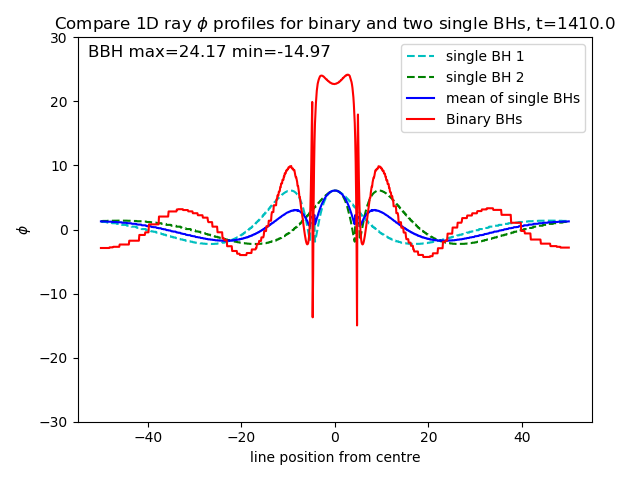 Compare 1D ray ϕ profiles for binary and two single BHs, t=1410.0
BBH max=24.17 min=-14.97
single BH 1
single BH 2
mean of single BHs
Binary BHs
30
20
10
0
−10
−20
−30
ϕ
−40
−20
0
20
40
line position from centre